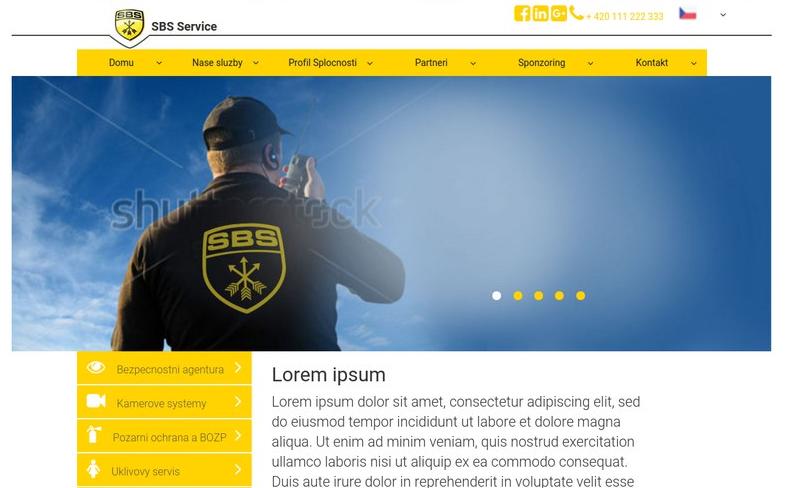 SBS
SBS Service
+ 420 111 222 333
Domu
Nase sluzby
Profil Splocnosti
Partneri
Sponzoring
Kontakt
shutterstock
SBS
Bezpecnostni agentura
Kamerove systemy
Pozarni ochrana a BOZP
Uklivovy servis
Lorem ipsum
Lorem ipsum dolor sit amet, consectetur adipiscing elit, sed
do eiusmod tempor incididunt ut labore et dolore magna
aliqua. Ut enim ad minim veniam, quis nostrud exercitation
ullamco laboris nisi ut aliquip ex ea commodo consequat.
Duis aute irure dolor in reprehenderit in voluptate velit esse